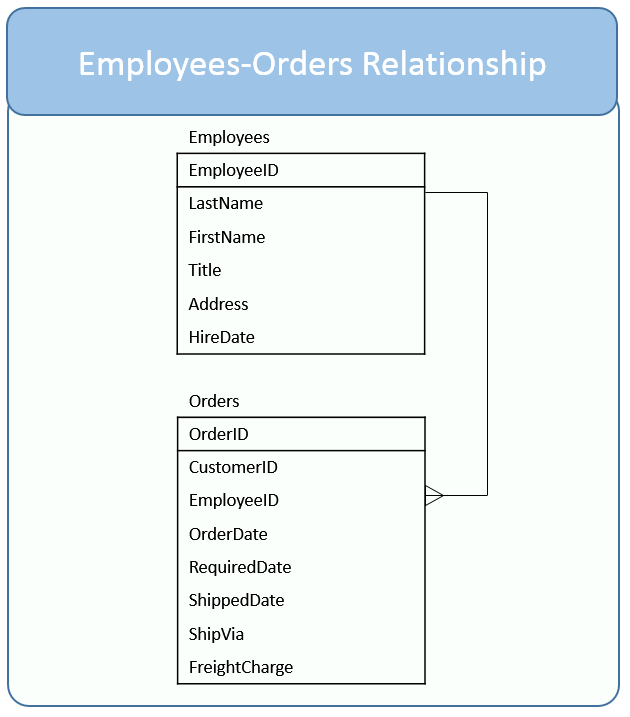 Employees-Orders Relationship
Employees
EmployeeID
LastName
FirstName
Title
Address
HireDate
Orders
OrderID
CustomerID
EmployeeID
OrderDate
RequiredDate
ShippedDate
ShipVia
FreightCharge